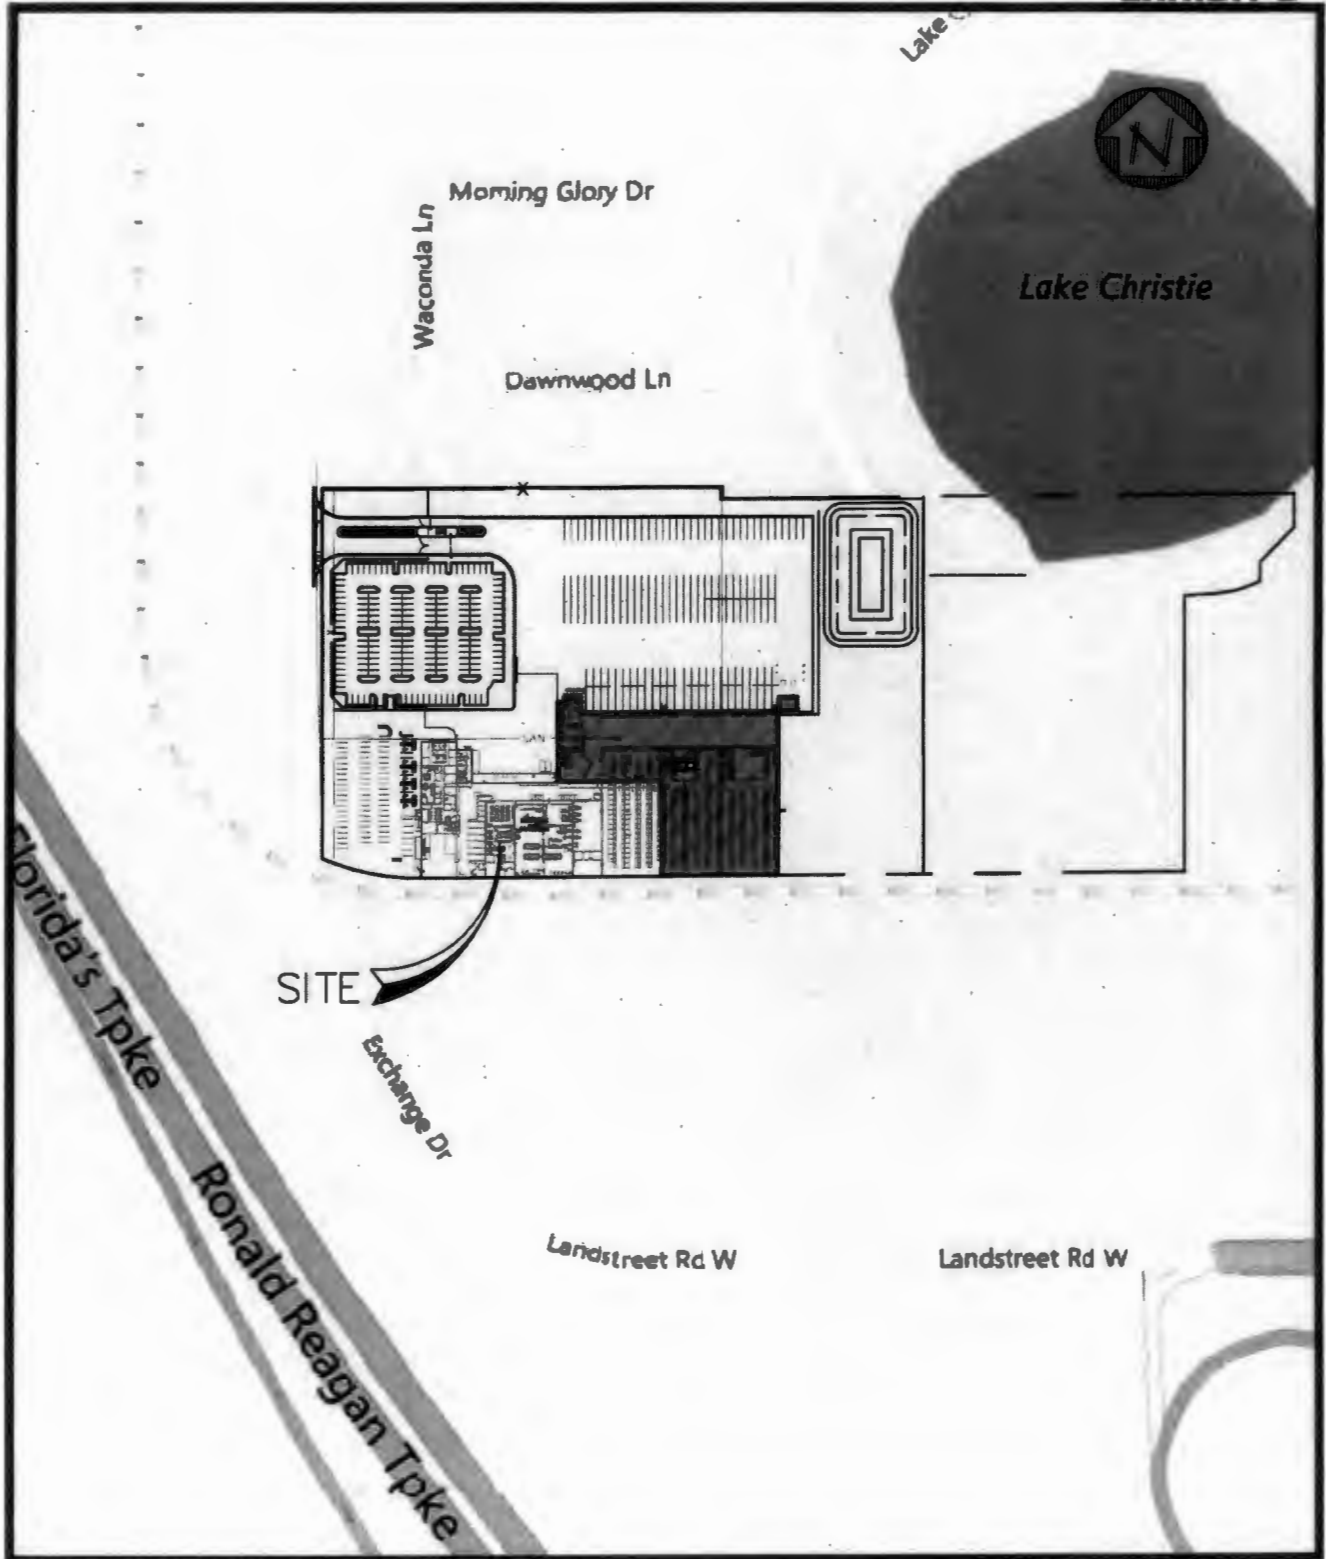 Lake
N
Morning Glory Dr
Waconda Ln
Lake Christie
Dawnwood Ln
SAN
SITE
Florida's Tpke
Exchange Dr
Ronald Reagan Tpke
Landstreet Rd W
Landstreet Rd W